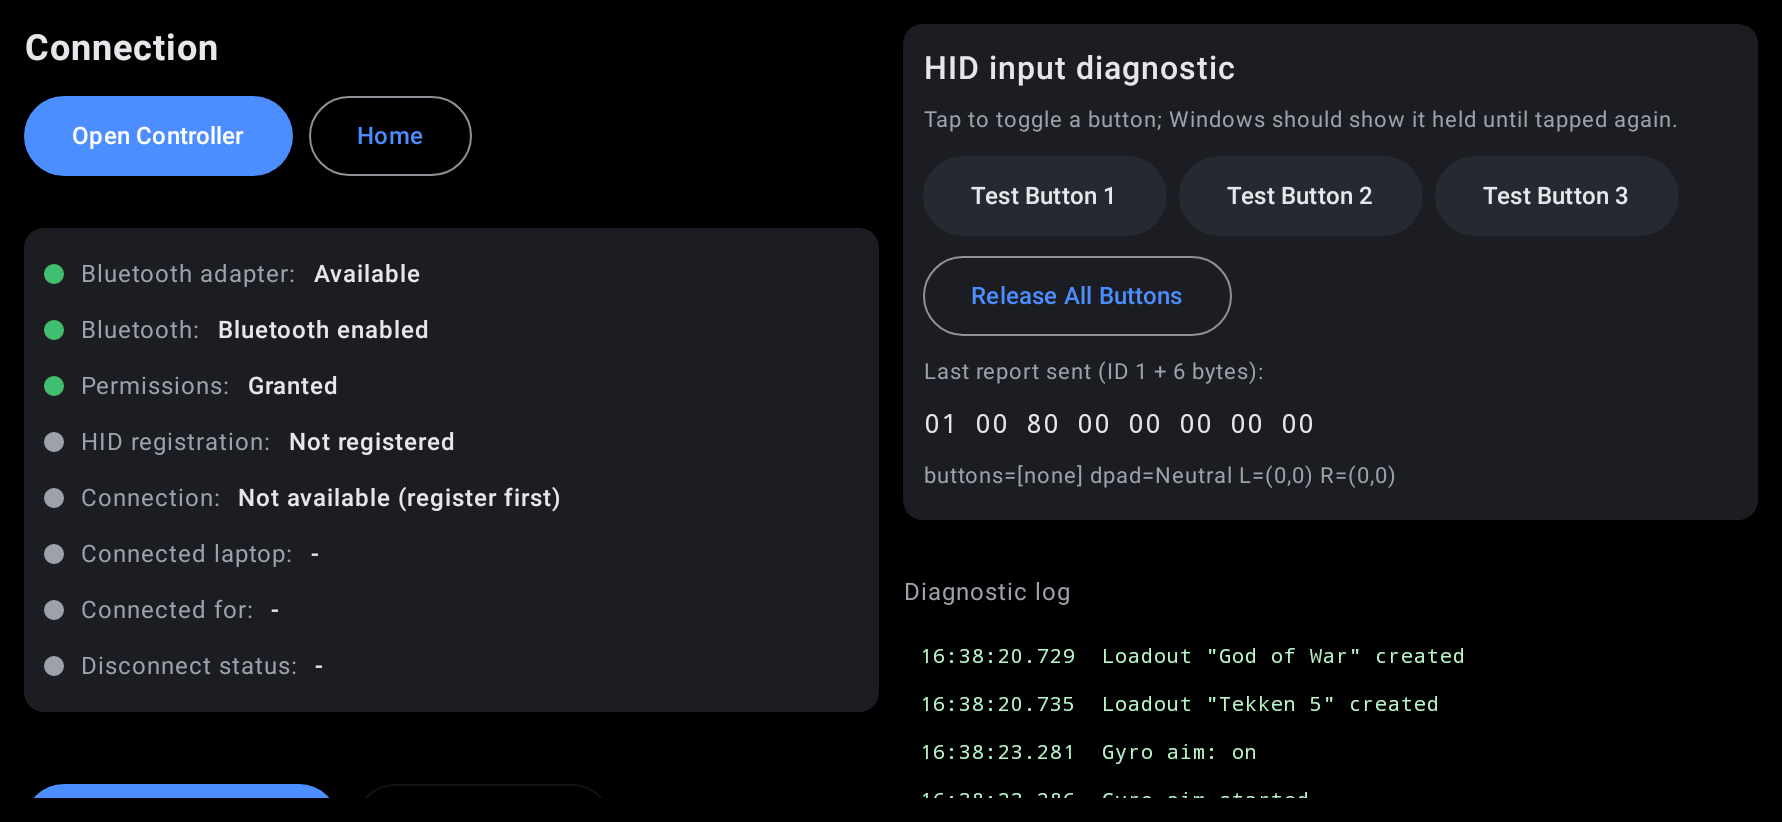 Connection
Open Controller
Home
Bluetooth adapter: Available
Bluetooth: Bluetooth enabled
Permissions: Granted
HID registration: Not registered
Connection: Not available (register first)
Connected laptop: -
Connected for: -
Disconnect status: -
HID input diagnostic
Tap to toggle a button; Windows should show it held until tapped again.
Test Button 1
Test Button 2
Test Button 3
Release All Buttons
Last report sent (ID 1 + 6 bytes):
01 00 80 00 00 00 00 00
buttons=[none] dpad=Neutral L=(0,0) R=(0,0)
Diagnostic log
16:38:20.729 Loadout "God of War" created
16:38:20.735 Loadout "Tekken 5" created
16:38:23.281 Gyro aim: on
Gyro aim started